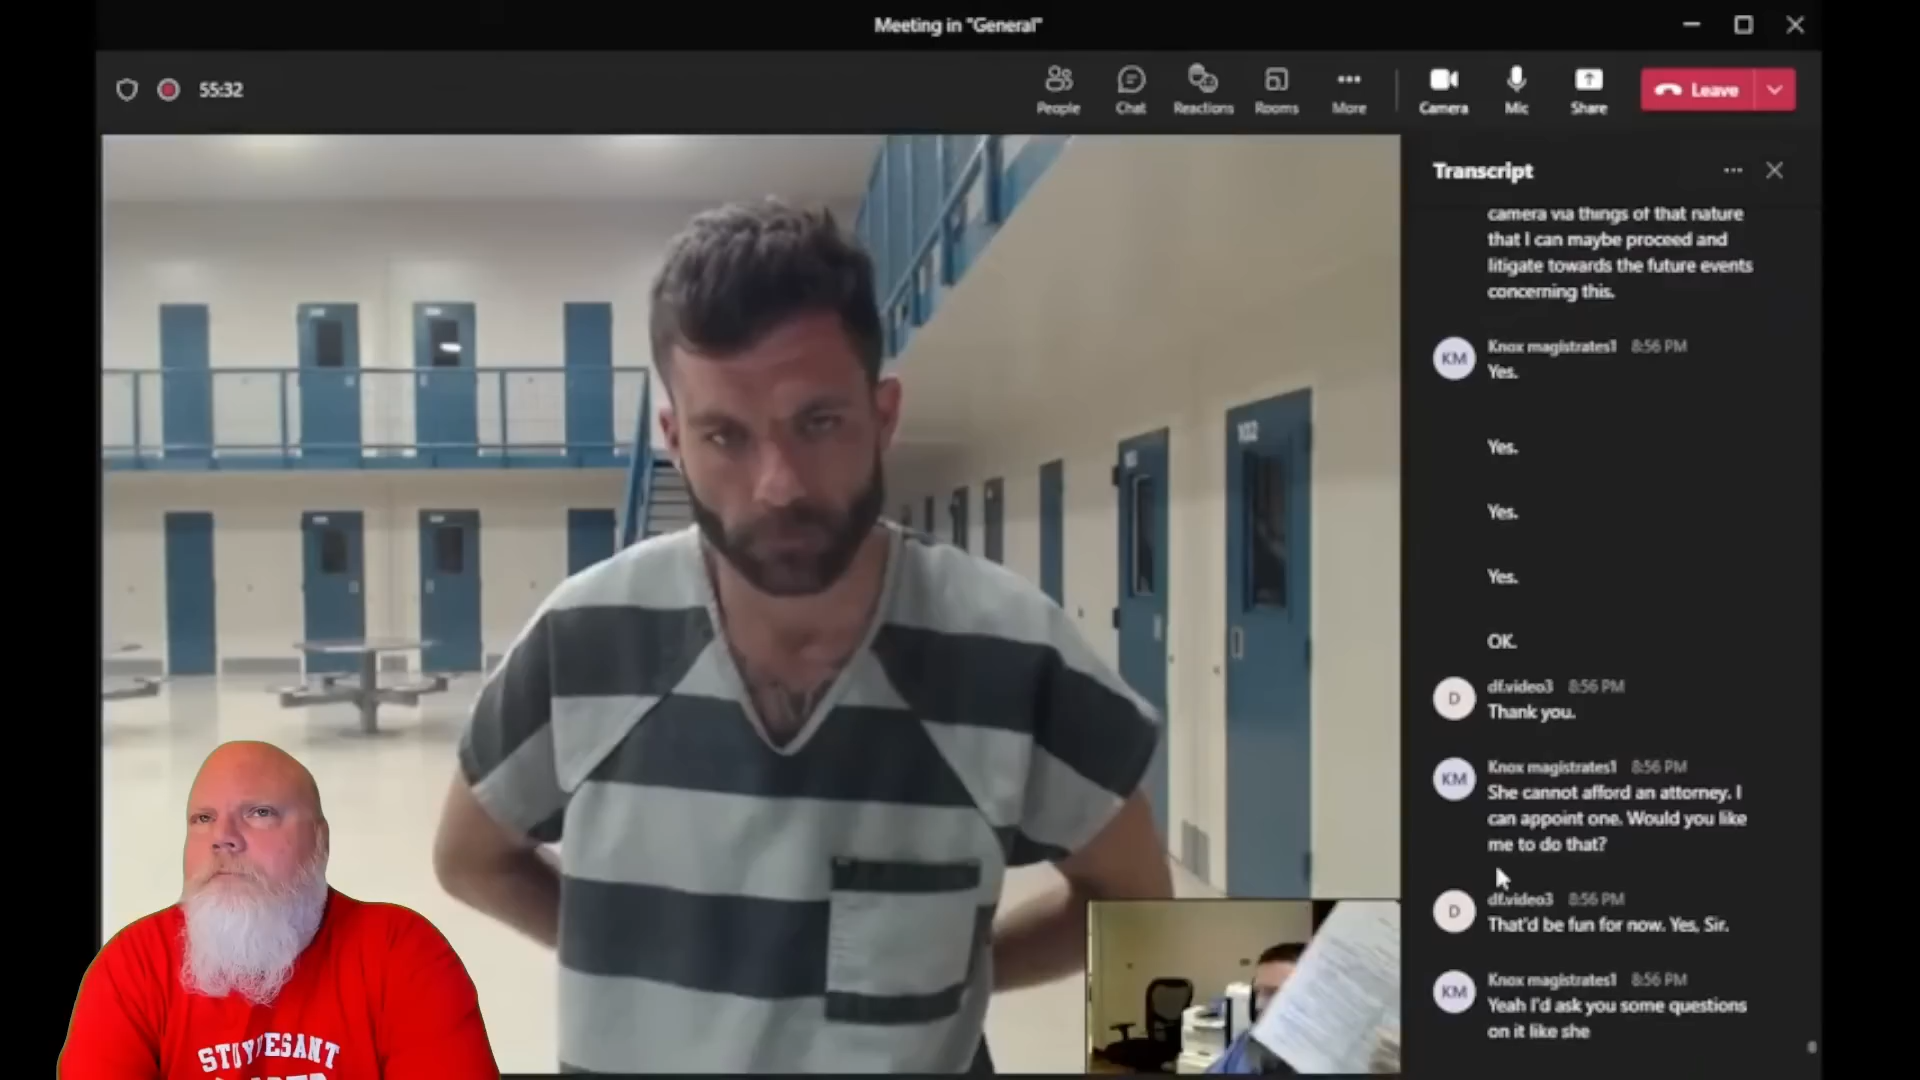 Meeting in "General"
55:32
People
Chat
Reactions
Rooms
More
Camera
Mic
Share
Leave
Transcript
camera via things of that nature
that I can maybe proceed and
litigate towards the future events
concerning this.
KM
Knox magistrates1 8:56 PM
Yes.
Yes.
Yes.
Yes.
OK.
D
df.video3 8:56 PM
Thank you.
KM
Knox magistrates1 8:56 PM
She cannot afford an attorney. I
can appoint one. Would you like
me to do that?
D
df.video3 8:56 PM
That'd be fun for now. Yes, Sir.
KM
Knox magistrates1 8:56 PM
Yeah I'd ask you some questions
on it like she
102